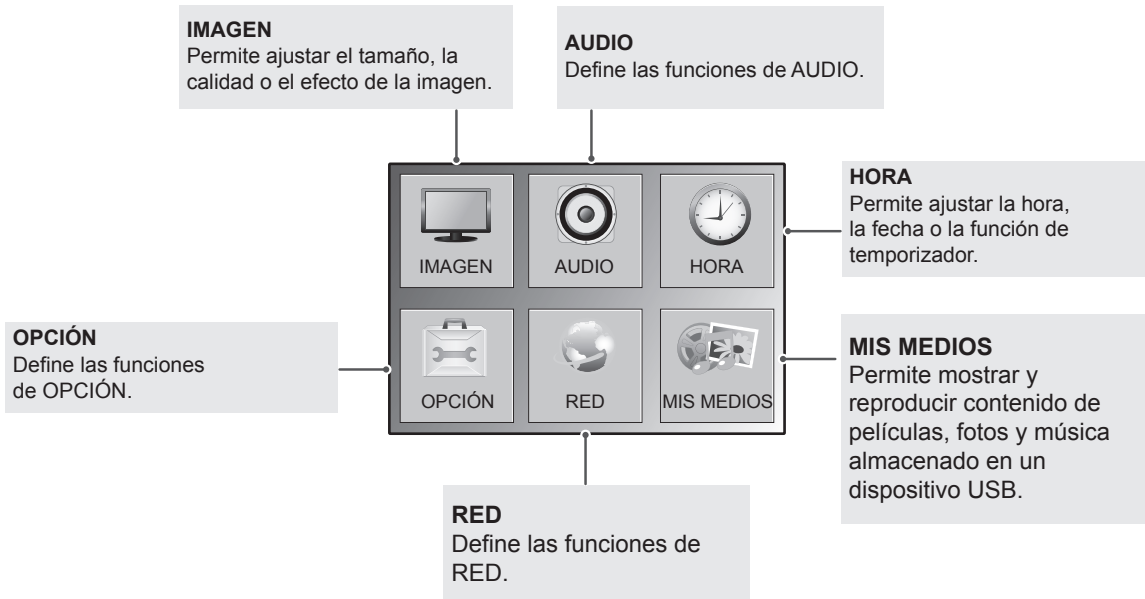 IMAGEN
Permite ajustar el tamaño, la
calidad o el efecto de la imagen.
AUDIO
Define las funciones de AUDIO.
HORA
Permite ajustar la hora,
la fecha o la función de
temporizador.
IMAGEN
AUDIO
HORA
OPCIÓN
Define las funciones
de OPCIÓN.
OPCIÓN
RED
MIS MEDIOS
MIS MEDIOS
Permite mostrar y
reproducir contenido de
películas, fotos y música
almacenado en un
dispositivo USB.
RED
Define las funciones de
RED.